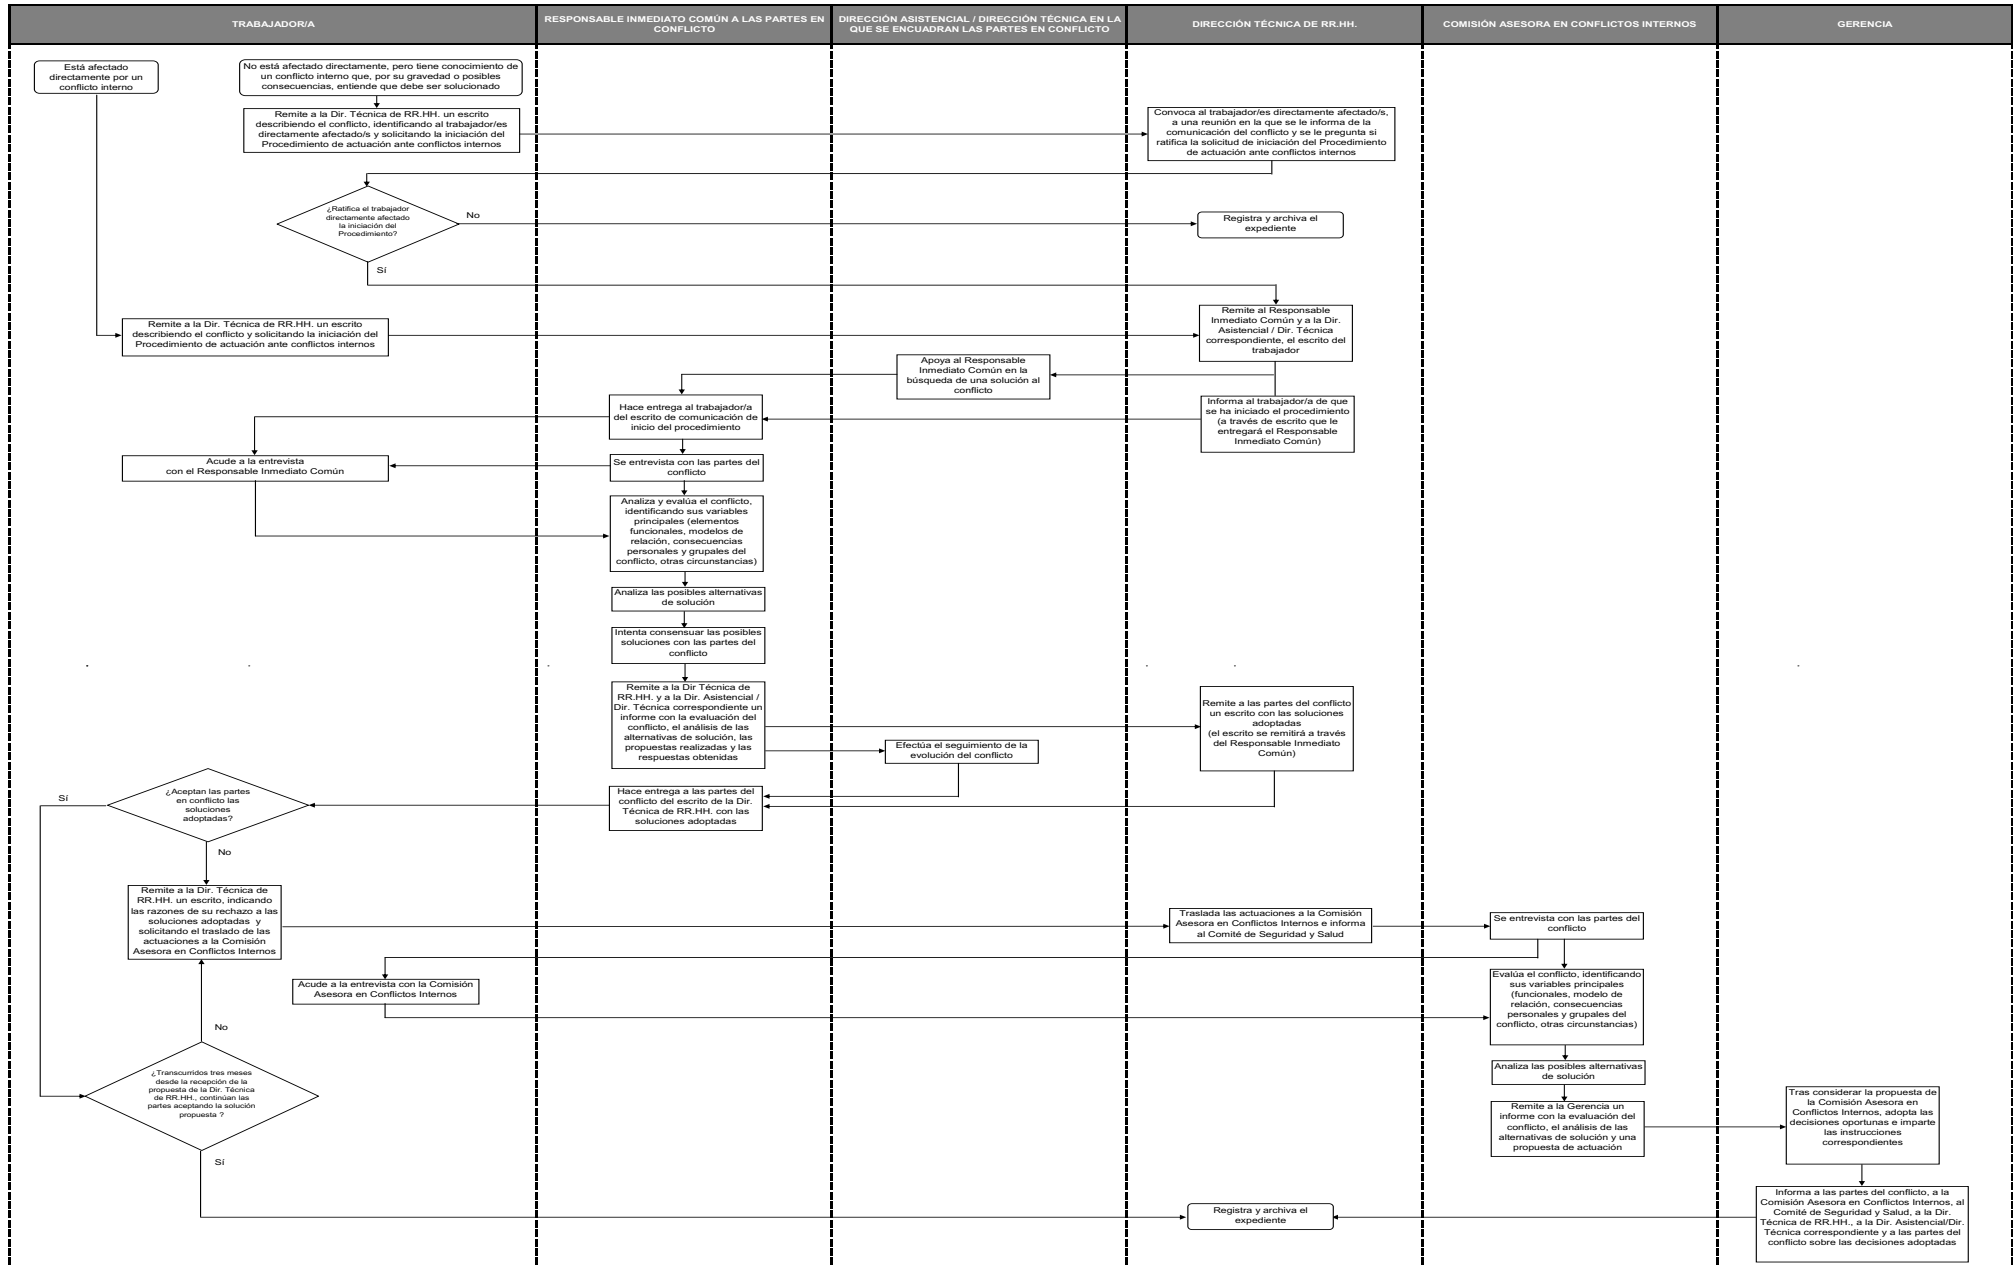 TRABAJADOR/A
RESPONSABLE INMEDIATO COMÚN A LAS PARTES EN
CONFLICTO
DIRECCIÓN ASISTENCIAL / DIRECCIÓN TÉCNICA EN LA
QUE SE ENCUADRAN LAS PARTES EN CONFLICTO
DIRECCIÓN TÉCNICA DE RR.HH.
COMISIÓN ASESORA EN CONFLICTOS INTERNOS
GERENCIA
Está afectado
directamente por un
conflicto interno
No está afectado directamente, pero tiene conocimiento de
un conflicto interno que, por su gravedad o posibles
consecuencias, entiende que debe ser solucionado
Remite a la Dir. Técnica de RR.HH. un escrito
describiendo el conflicto, identificando al trabajador/es
directamente afectado/s y solicitando la iniciación del
Procedimiento de actuación ante conflictos internos
Convoca al trabajador/es directamente afectado/s,
a una reunión en la que se le informa de la
comunicación del conflicto y se le pregunta si
ratifica la solicitud de iniciación del Procedimiento
de actuación ante conflictos internos
¿Ratifica el trabajador
directamente afectado
la iniciación del
Procedimiento?
No
Registra y archiva el
expediente
Sí
Remite a la Dir. Técnica de RR.HH. un escrito
describiendo el conflicto y solicitando la iniciación del
Procedimiento de actuación ante conflictos internos
Remite al Responsable
Inmediato Común y a la Dir.
Asistencial / Dir. Técnica
correspondiente, el escrito del
trabajador
Apoya al Responsable
Inmediato Común en la
búsqueda de una solución al
conflicto
Hace entrega al trabajador/a
del escrito de comunicación de
inicio del procedimiento
Informa al trabajador/a de que
se ha iniciado el procedimiento
(a través de escrito que le
entregará el Responsable
Inmediato Común)
Acude a la entrevista
con el Responsable Inmediato Común
Se entrevista con las partes del
conflicto
Analiza y evalúa el conflicto,
identificando sus variables
principales (elementos
funcionales, modelos de
relación, consecuencias
personales y grupales del
conflicto, otras circunstancias)
Analiza las posibles alternativas
de solución
Intenta consensuar las posibles
soluciones con las partes del
conflicto
Remite a la Dir Técnica de
RR.HH. y a la Dir. Asistencial /
Dir. Técnica correspondiente un
informe con la evaluación del
conflicto, el análisis de las
alternativas de solución, las
propuestas realizadas y las
respuestas obtenidas
Efectúa el seguimiento de la
evolución del conflicto
Remite a las partes del conflicto
un escrito con las soluciones
adoptadas
(el escrito se remitirá a través
del Responsable Inmediato
Común)
Hace entrega a las partes del
conflicto del escrito de la Dir.
Técnica de RR.HH. con las
soluciones adoptadas
¿Aceptan las partes
en conflicto las
soluciones
adoptadas?
Sí
No
Remite a la Dir. Técnica de
RR.HH. un escrito, indicando
las razones de su rechazo a las
soluciones adoptadas y
solicitando el traslado de las
actuaciones a la Comisión
Asesora en Conflictos Internos
Traslada las actuaciones a la Comisión
Asesora en Conflictos Internos e informa
al Comité de Seguridad y Salud
Se entrevista con las partes del
conflicto
Acude a la entrevista con la Comisión
Asesora en Conflictos Internos
Evalúa el conflicto, identificando
sus variables principales
(funcionales, modelo de
relación, consecuencias
personales y grupales del
conflicto, otras circunstancias)
No
¿Transcurridos tres meses
desde la recepción de la
propuesta de la Dir. Técnica
de RR.HH., continúan las
partes aceptando la solución
propuesta ?
Sí
Analiza las posibles alternativas
de solución
Remite a la Gerencia un
informe con la evaluación del
conflicto, el análisis de las
alternativas de solución y una
propuesta de actuación
Tras considerar la propuesta de
la Comisión Asesora en
Conflictos Internos, adopta las
decisiones oportunas e imparte
las instrucciones
correspondientes
Registra y archiva el
expediente
Informa a las partes del conflicto, a la
Comisión Asesora en Conflictos Internos, al
Comité de Seguridad y Salud, a la Dir.
Técnica de RR.HH., a la Dir. Asistencial/Dir.
Técnica correspondiente y a las partes del
conflicto sobre las decisiones adoptadas